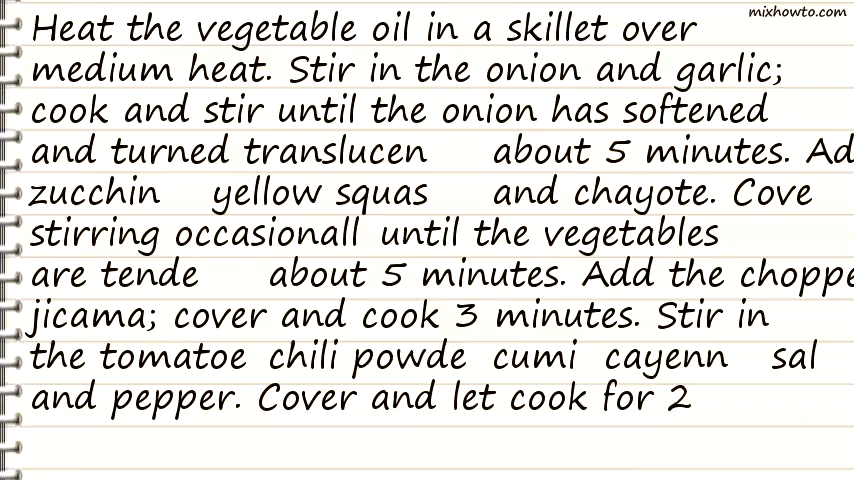 mixhowto.com
Heat the vegetable oil in a skillet over
medium heat. Stir in the onion and garlic;
cook and stir until the onion has softened
and turned translucen about 5 minutes. Ad
zucchin yellow squas and chayote. Cove
stirring occasionall until the vegetables
are tende about 5 minutes. Add the choppe
jicama; cover and cook 3 minutes. Stir in
the tomatoe chili powde cumi cayenn sal
and pepper. Cover and let cook for 2